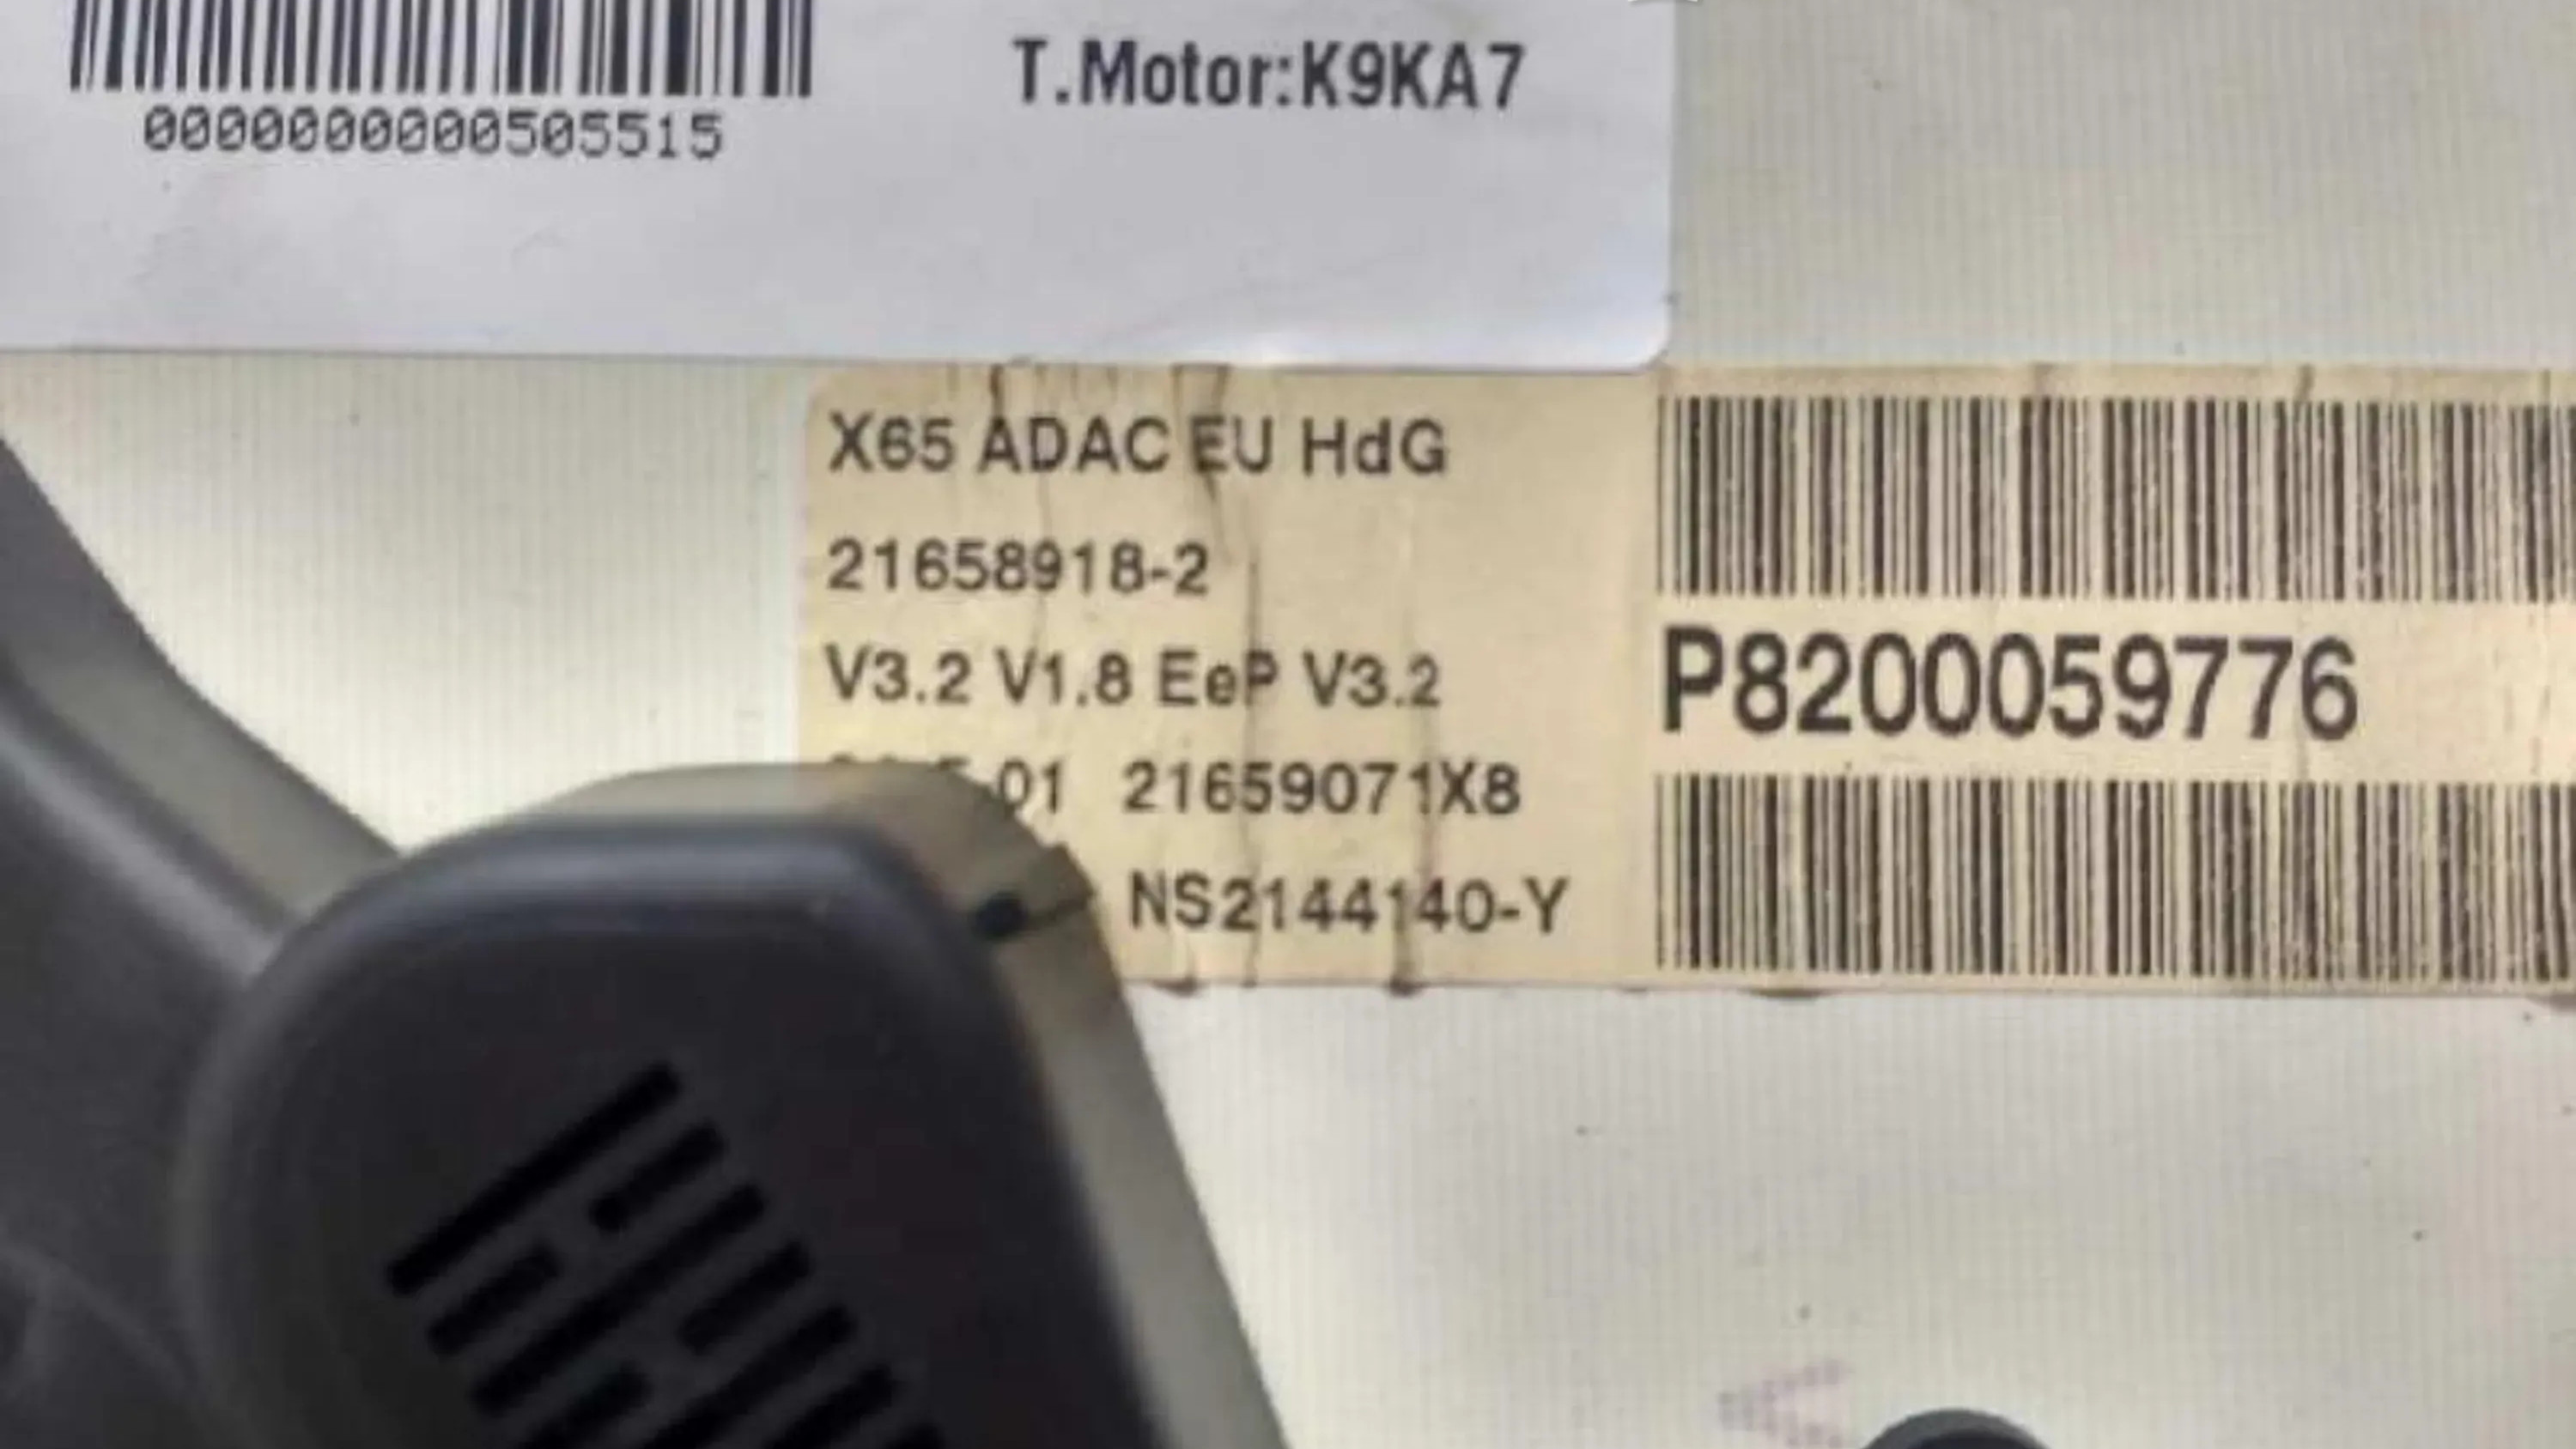 T.Motor:K9KA7
0000000000505515
X65 ADAC EU HdG
21658918-2
V3.2 V1.8 EeP V3.2
P8200059776
-01 21659071X8
NS2144140-Y